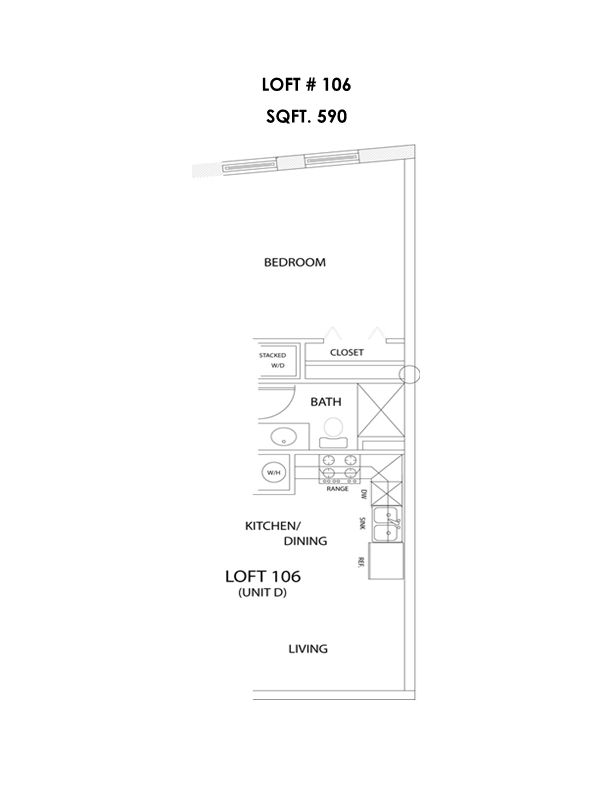 LOFT # 106
SQFT. 590
BEDROOM
CLOSET
STACKED
W/D
BATH
W/H
RANGE
DW
SINK
KITCHEN/
DINING
REF.
LOFT 106
(UNIT D)
LIVING